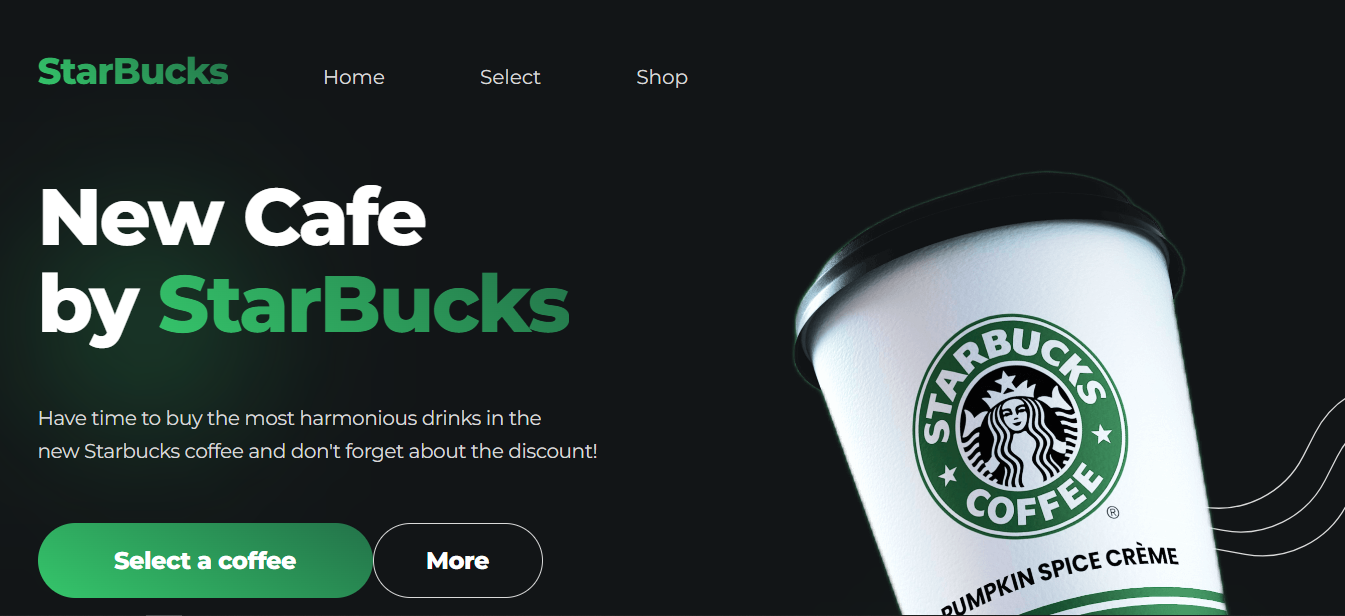 StarBucks
Home
Select
Shop
New Cafe
by StarBucks
Have time to buy the most harmonious drinks in the
new Starbucks coffee and don't forget about the discount!
Select a coffee
More
STARBUCKS
COFFEE
®
PUMPKIN SPICE CRÈME